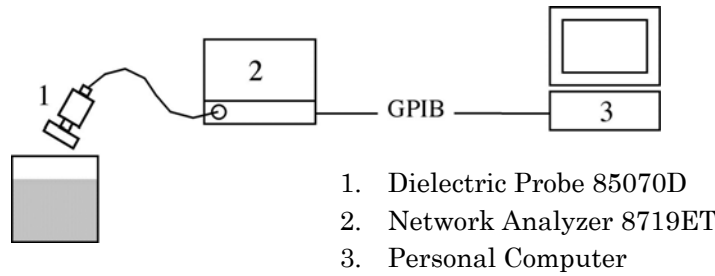 1
2
GPIB
3
1. Dielectric Probe 85070D
2. Network Analyzer 8719ET
3. Personal Computer